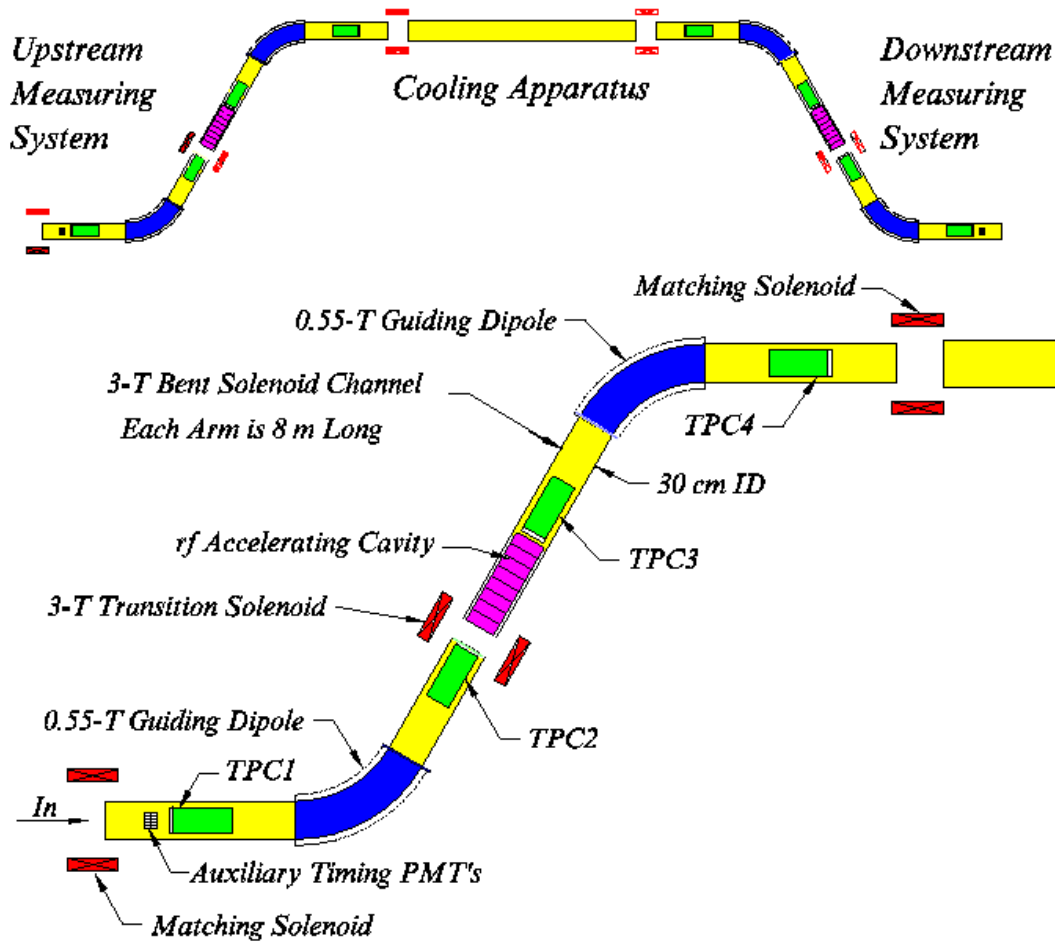 Upstream
Measuring
System
Cooling Apparatus
Downstream
Measuring
System
Matching Solenoid
0.55-T Guiding Dipole
3-T Bent Solenoid Channel
Each Arm is 8 m Long
TPC4
30 cm ID
rf Accelerating Cavity
TPC3
3-T Transition Solenoid
0.55-T Guiding Dipole
TPC2
TPC1
In
Auxiliary Timing PMT's
Matching Solenoid